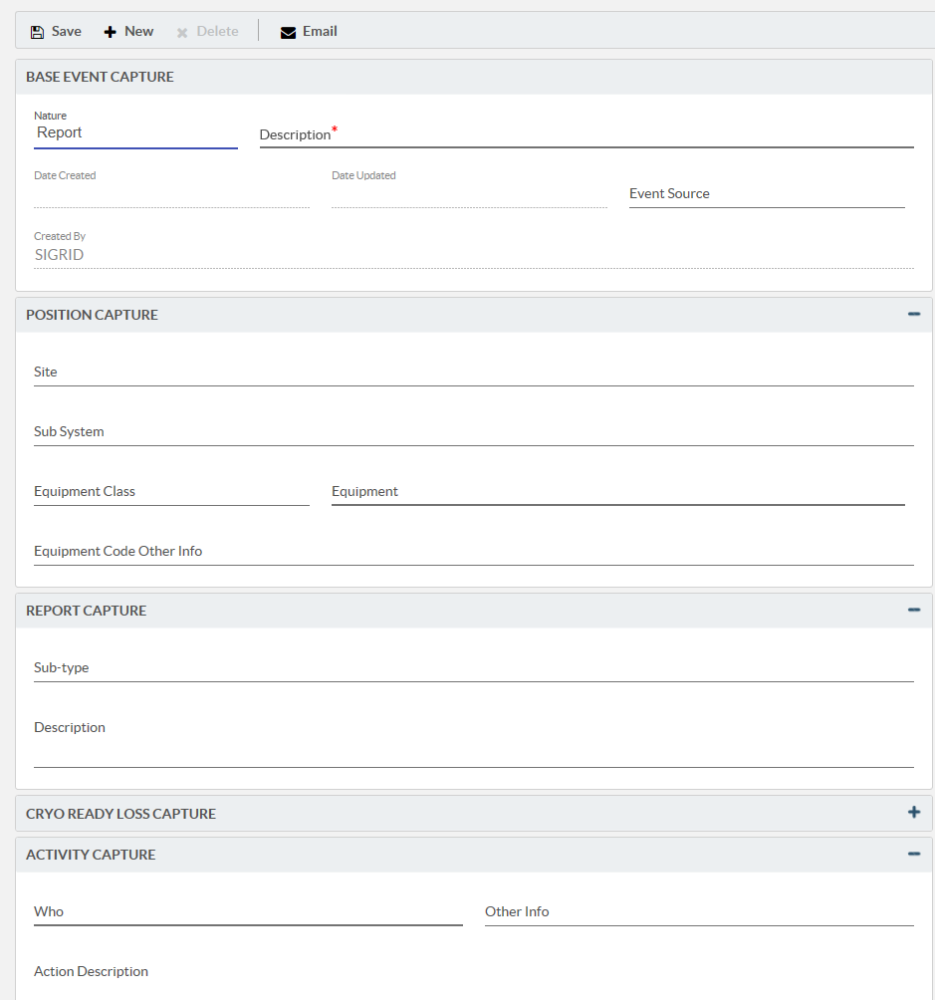 Save New Delete Email
BASE EVENT CAPTURE
Nature
Report
Description*
Date Created Date Updated
Event Source
Created By
SIGRID
POSITION CAPTURE
Site
Sub System
Equipment Class Equipment
Equipment Code Other Info
REPORT CAPTURE
Sub-type
Description
CRYO READY LOSS CAPTURE
ACTIVITY CAPTURE
Who Other Info
Action Description